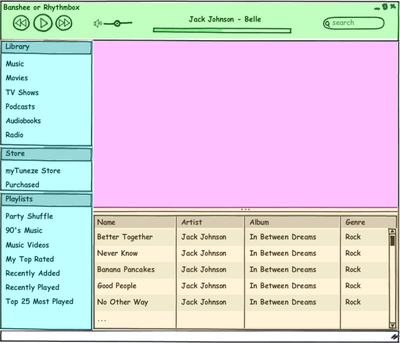 Banshee or Rhythmbox
Jack Johnson - Belle
search
Library
Music
Movies
TV Shows
Podcasts
Audiobooks
Radio
Store
myTuneze Store
Purchased
Playlists
Party Shuffle
90's Music
Music Videos
My Top Rated
Recently Added
Recently Played
Top 25 Most Played
...
Name Artist Album Genre
Better Together Jack Johnson In Between Dreams Rock
Never Know Jack Johnson In Between Dreams Rock
Banana Pancakes Jack Johnson In Between Dreams Rock
Good People Jack Johnson In Between Dreams Rock
No Other Way Jack Johnson In Between Dreams Rock
...